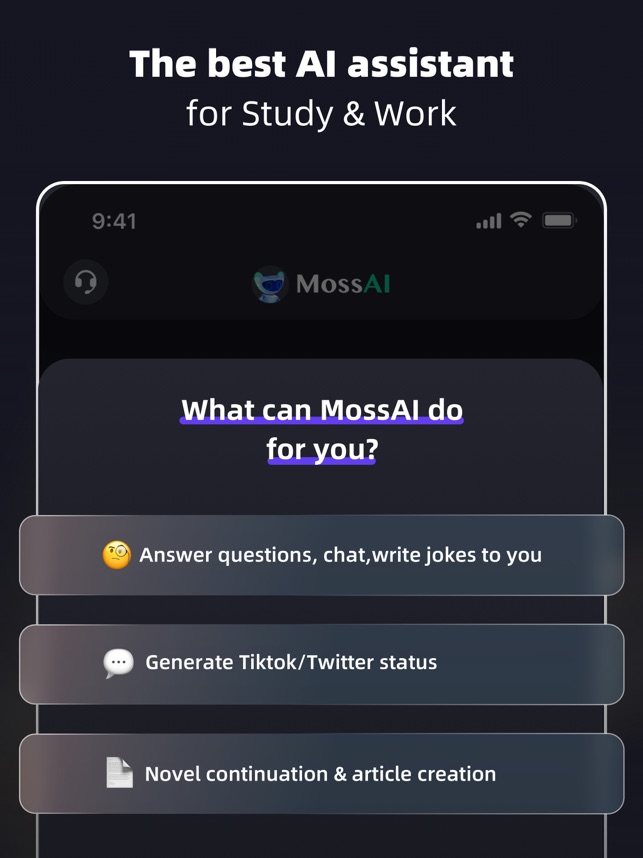 The best AI assistant
for Study & Work
9:41
MossAI
What can MossAI do
for you?
Answer questions, chat,write jokes to you
Generate Tiktok/Twitter status
Novel continuation & article creation